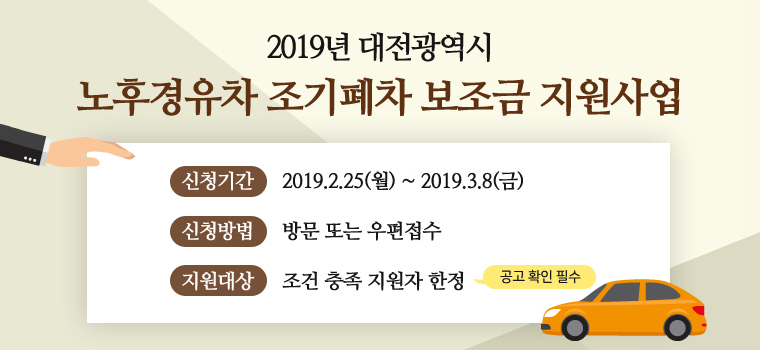 2019년 대전광역시
노후경유차 조기폐차 보조금 지원사업
신청기간 2019.2.25(월) ~ 2019.3.8(금)
신청방법 방문 또는 우편접수
지원대상 조건 충족 지원자 한정 공고 확인 필수